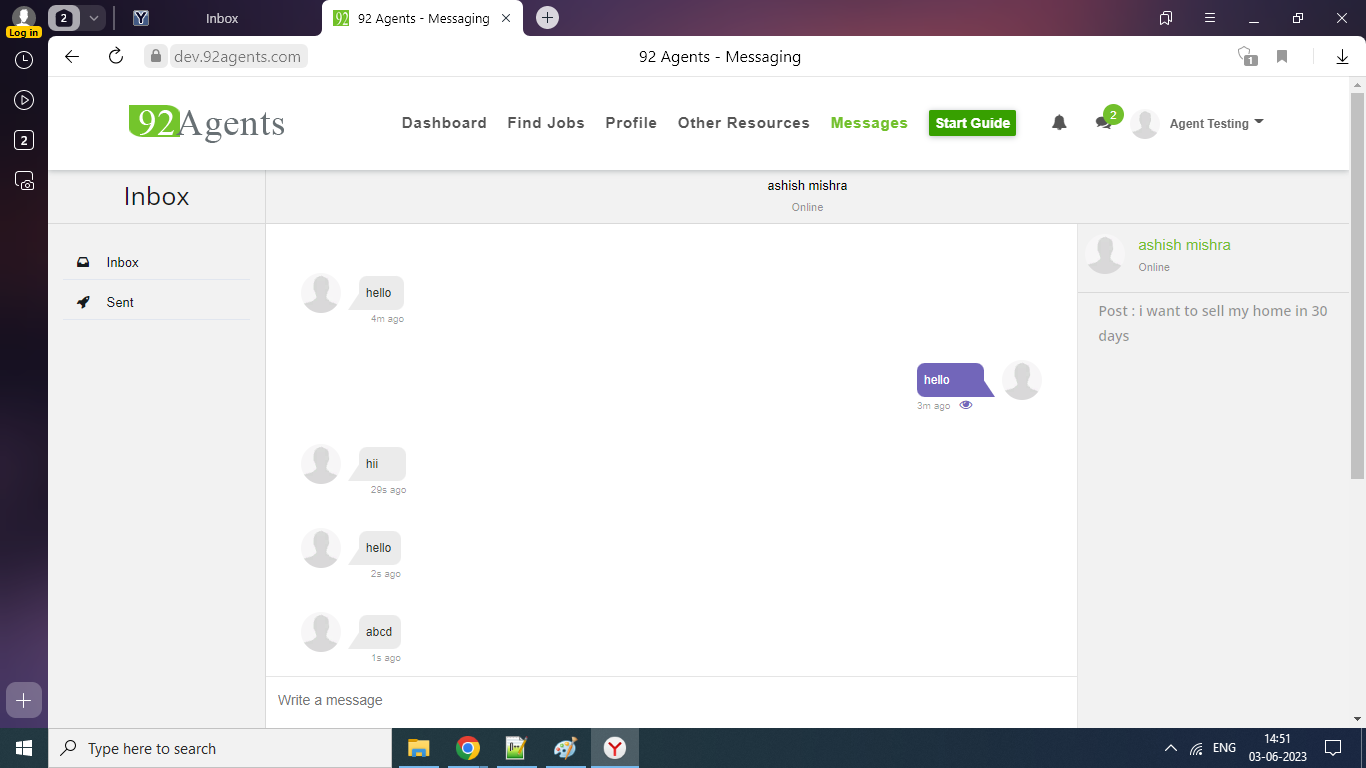 2
Inbox
92 92 Agents - Messaging
Log in
dev.92agents.com
92 Agents - Messaging
1
2
92Agents
Dashboard
Find Jobs
Profile
Other Resources
Messages
Start Guide
2
Agent Testing
Inbox
ashish mishra
Online
Inbox
Sent
hello
4m ago
hello
3m ago
hii
29s ago
hello
2s ago
abcd
1s ago
Write a message
ashish mishra
Online
Post : i want to sell my home in 30
days
Type here to search
ENG
14:51
03-06-2023